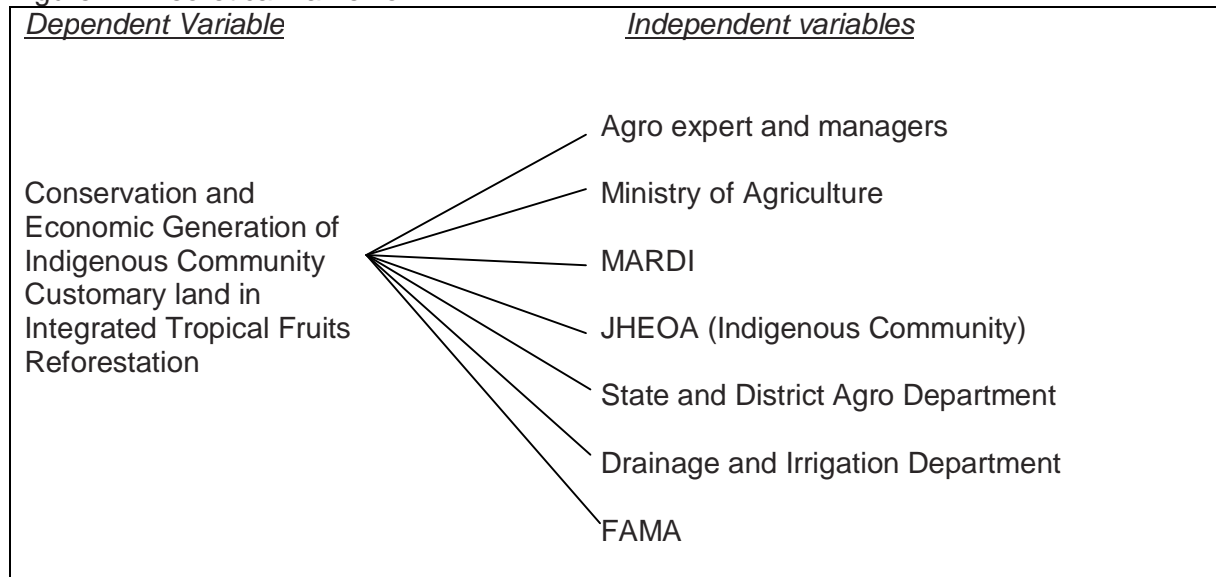 Dependent Variable
Independent variables
Conservation and
Economic Generation of
Indigenous Community
Customary land in
Integrated Tropical Fruits
Reforestation
Agro expert and managers
Ministry of Agriculture
MARDI
JHEOA (Indigenous Community)
State and District Agro Department
Drainage and Irrigation Department
FAMA